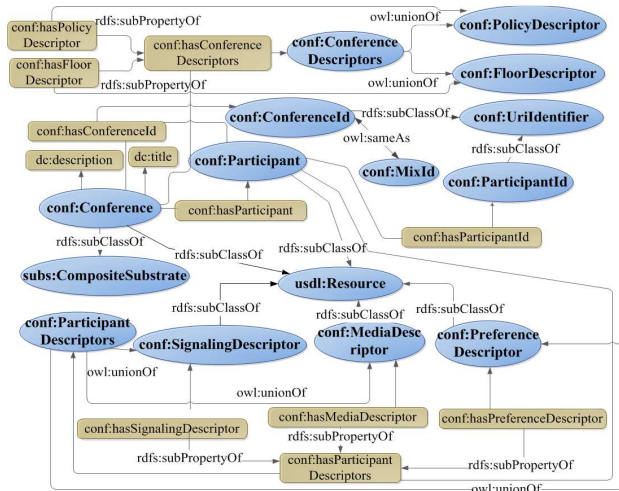 rdfs:subPropertyOf
owl:unionOf
conf:hasPolicy
Descriptor
conf:PolicyDescriptor
conf:hasConference
Descriptors
conf:Conference
Descriptors
conf:hasFloor
Descriptor
rdfs:subPropertyOf
owl:unionOf
conf:FloorDescriptor
conf:hasConferenceId
conf:ConferenceId
rdfs:subClassOf
conf:UriIdentifier
owl:sameAs
dc:description
dc:title
conf:Participant
conf:MixId
rdfs:subClassOf
conf:ParticipantId
conf:Conference
conf:hasParticipant
conf:hasParticipantId
rdfs:subClassOf
rdfs:subClassOf
rdfs:subClassOf
subs:CompositeSubstrate
usdl:Resource
rdfs:subClassOf
rdfs:subClassOf
rdfs:subClassOf
conf:Participant
Descriptors
conf:SignalingDescriptor
conf:MediaDesc
riptor
conf:Preference
Descriptor
owl:unionOf
owl:unionOf
conf:hasSignalingDescriptor
conf:hasMediaDescriptor
conf:hasPreferenceDescriptor
rdfs:subPropertyOf
rdfs:subPropertyOf
conf:hasParticipant
Descriptors
rdfs:subPropertyOf
owl:unionOf